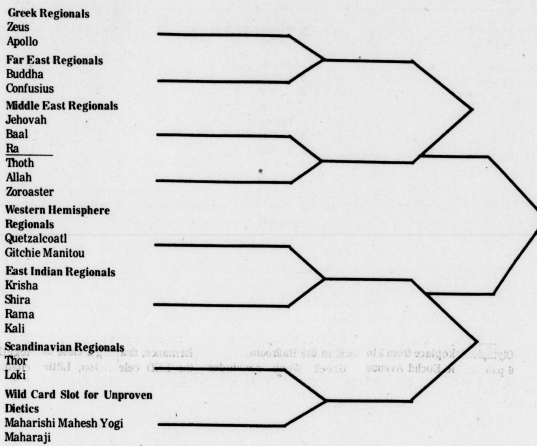 Greek Regionals
Zeus
Apollo
Far East Regionals
Buddha
Confusius
Middle East Regionals
Jehovah
Baal
Ra
Thoth
Allah
Zoroaster
Western Hemisphere
Regionals
Quetzalcoatl
Gitchie Manitou
East Indian Regionals
Krisha
Shira
Rama
Kali
Scandinavian Regionals
Thor
Loki
Wild Card Slot for Unproven
Dietics
Maharishi Mahesh Yogi
Maharaji